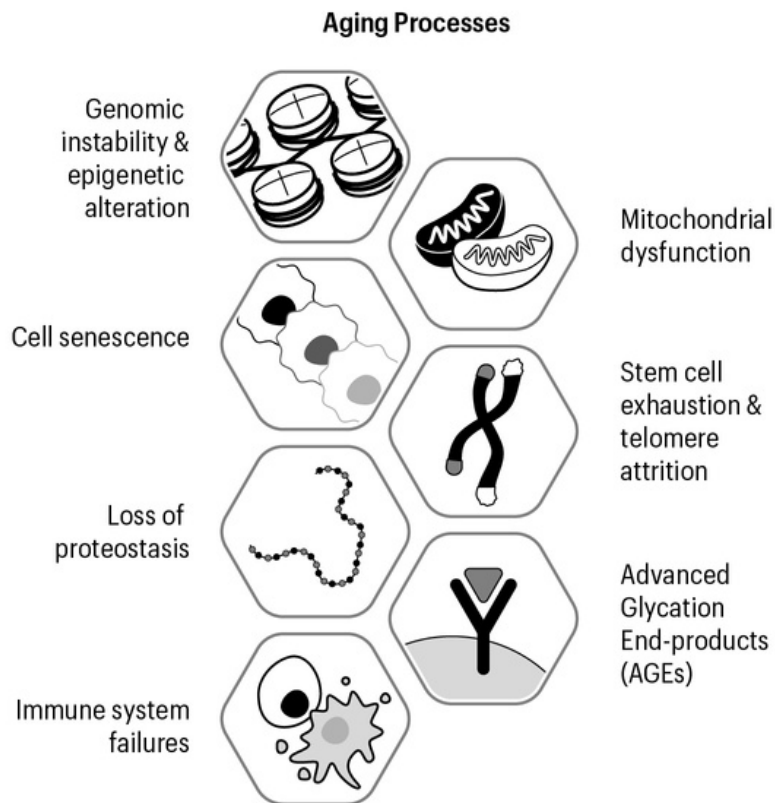 Aging Processes
Genomic
instability &
epigenetic
alteration
Mitochondrial
dysfunction
Cell senescence
Stem cell
exhaustion &
telomere
attrition
Loss of
proteostasis
Advanced
Glycation
End-products
(AGEs)
Immune system
failures